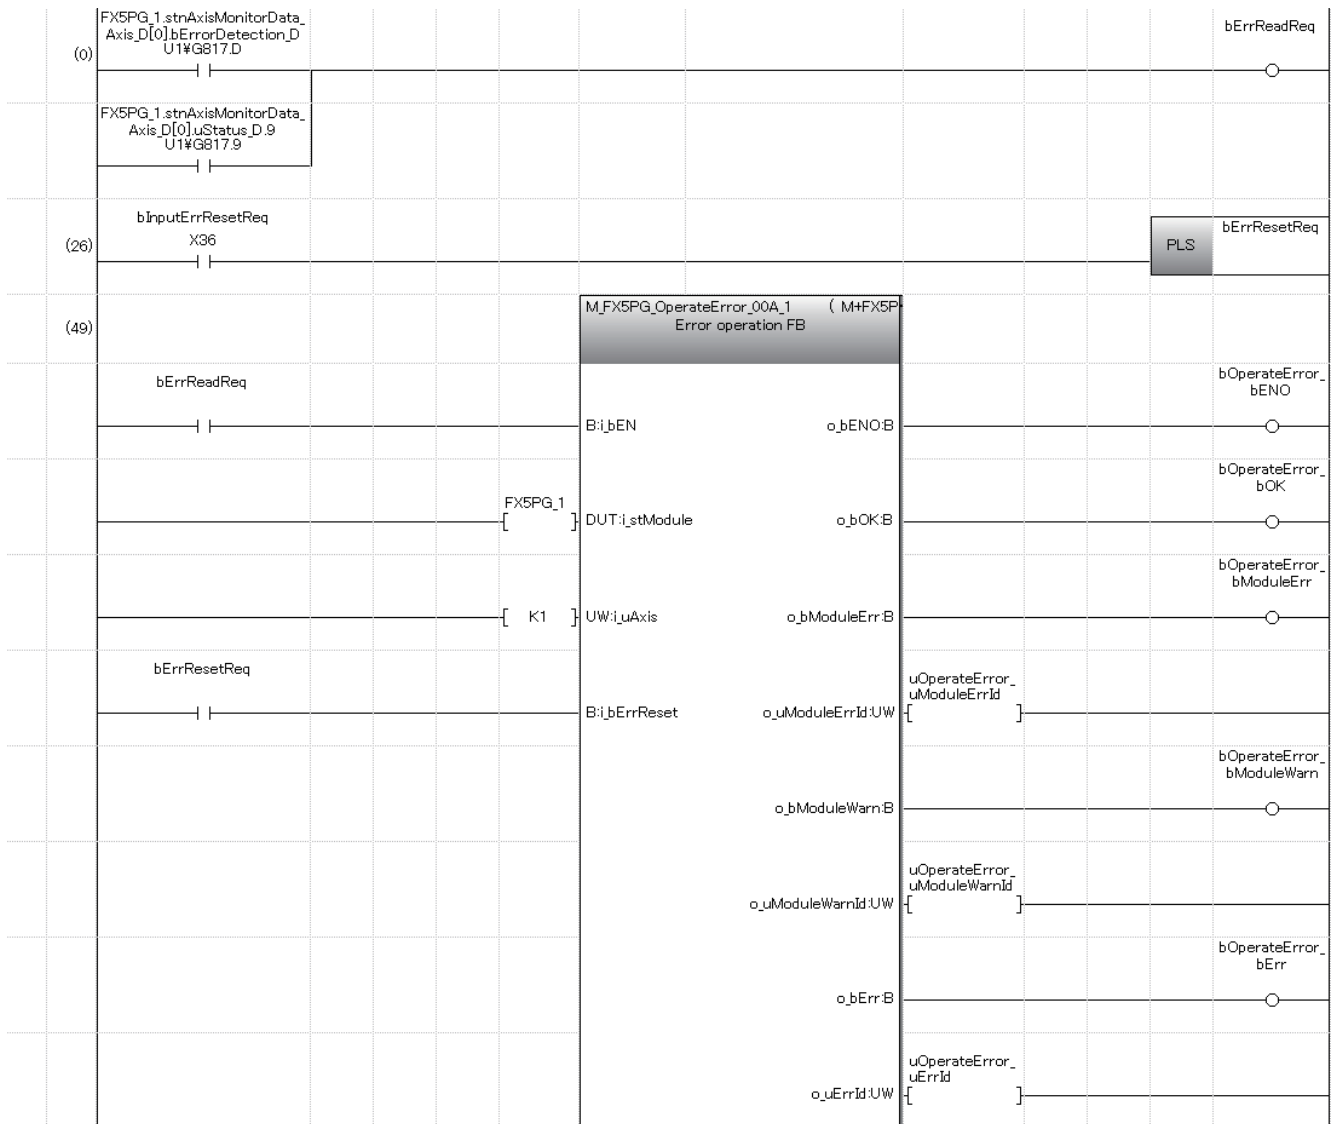 FX5PG_1.stnAxisMonitorData_
Axis_D[0].bErrorDetection_D
U1¥G817.D
bErrReadReq
(0)
FX5PG_1.stnAxisMonitorData_
Axis_D[0].uStatus_D.9
U1¥G817.9
bInputErrResetReq
X36
(26)
PLS
bErrResetReq
(49)
M_FX5PG_OperateError_00A_1 ( M+FX5P
Error operation FB
bErrReadReq
B:i_bEN
o_bENO:B
bOperateError_
bENO
FX5PG_1
DUT:i_stModule
o_bOK:B
bOperateError_
bOK
K1
UW:i_uAxis
o_bModuleErr:B
bOperateError_
bModuleErr
bErrResetReq
B:i_bErrReset
o_uModuleErrId:UW
uOperateError_
uModuleErrId
o_bModuleWarn:B
bOperateError_
bModuleWarn
o_uModuleWarnId:UW
uOperateError_
uModuleWarnId
o_bErr:B
bOperateError_
bErr
o_uErrId:UW
uOperateError_
uErrId